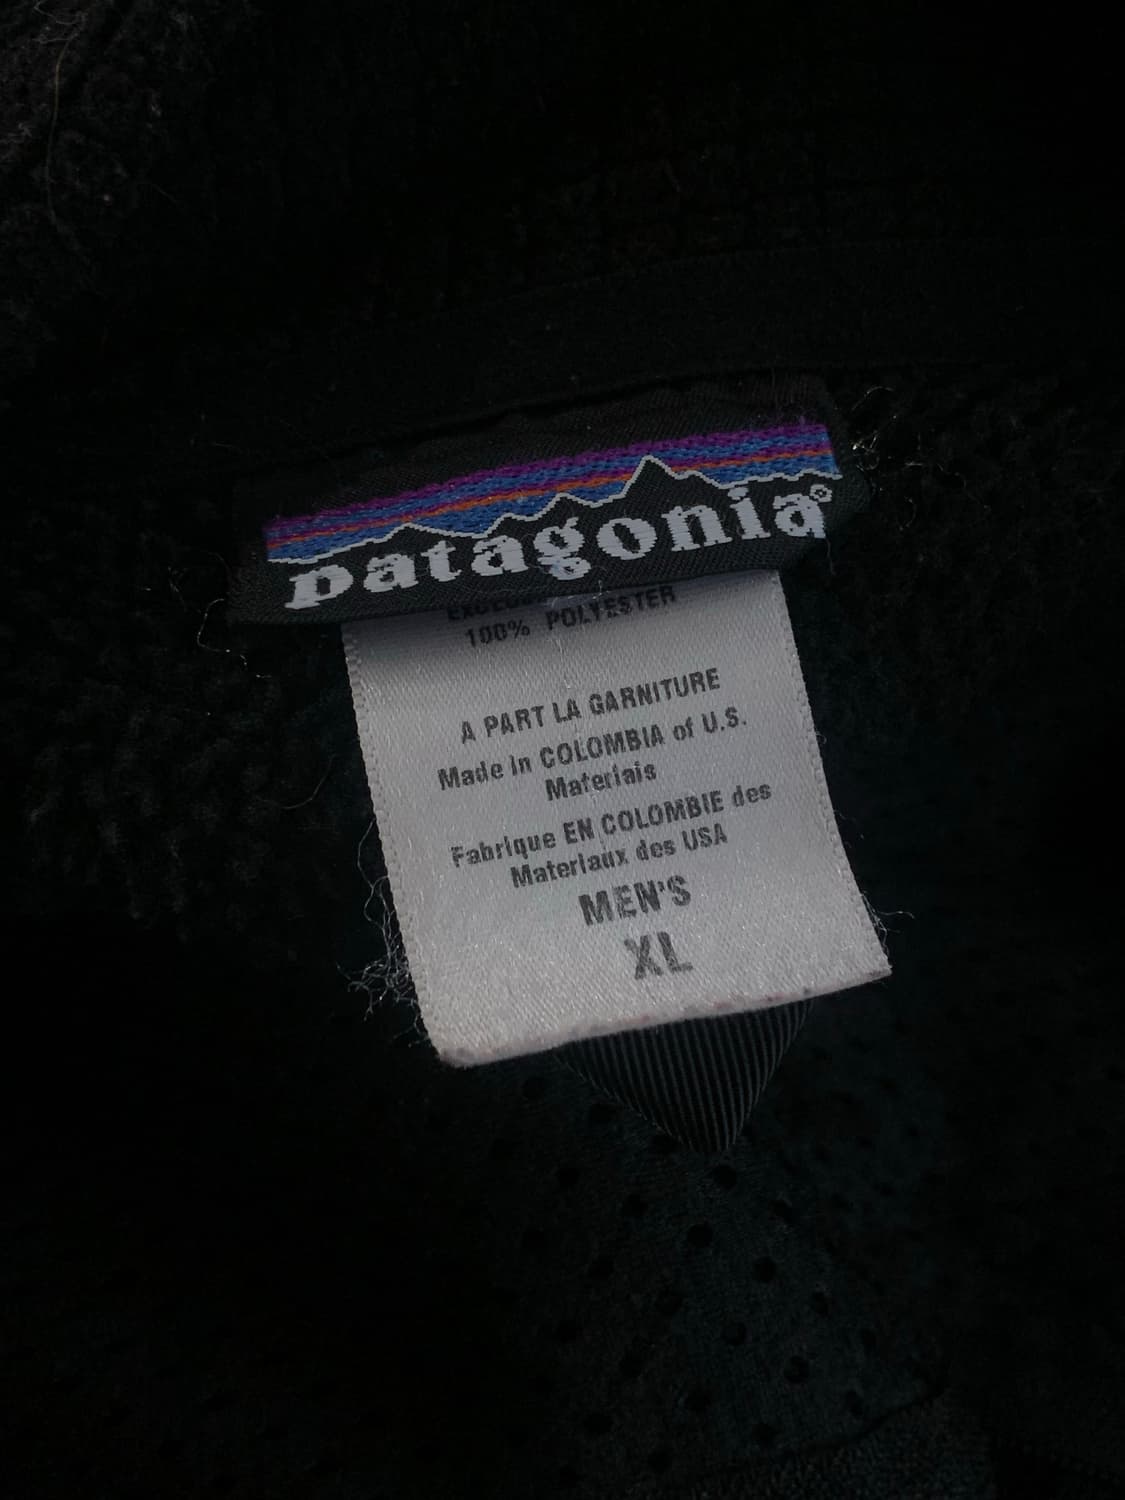 patagonia®
100% POLYESTER
A PART LA GARNITURE
Made in COLOMBIA of U.S.
Materials
Fabrique EN COLOMBIE des
Materiaux des USA
MEN'S
XL